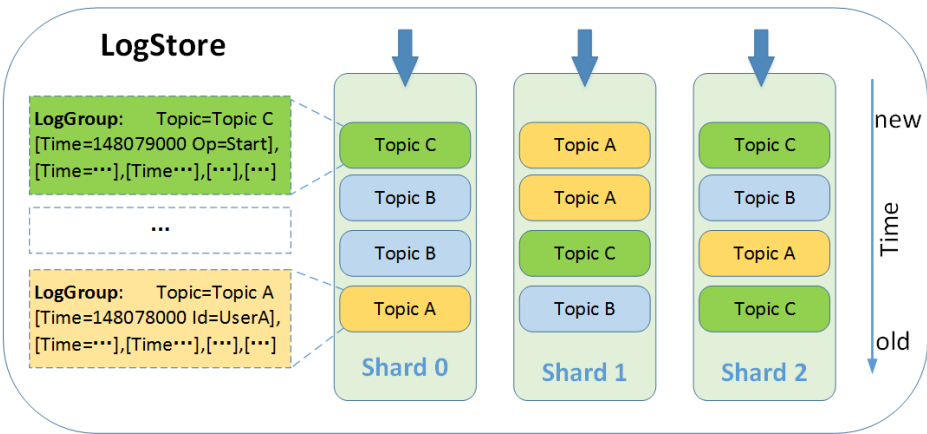 LogStore
LogGroup: Topic=Topic C
[Time=148079000 Op=Start],
[Time=⋯],[Time⋯],[⋯],[⋯]
⋯
LogGroup: Topic=Topic A
[Time=148078000 Id=UserA],
[Time=⋯],[Time⋯],[⋯],[⋯]
Topic C
Topic B
Topic B
Topic A
Shard 0
Topic A
Topic A
Topic C
Topic B
Shard 1
Topic C
Topic B
Topic A
Topic C
Shard 2
new
Time
old